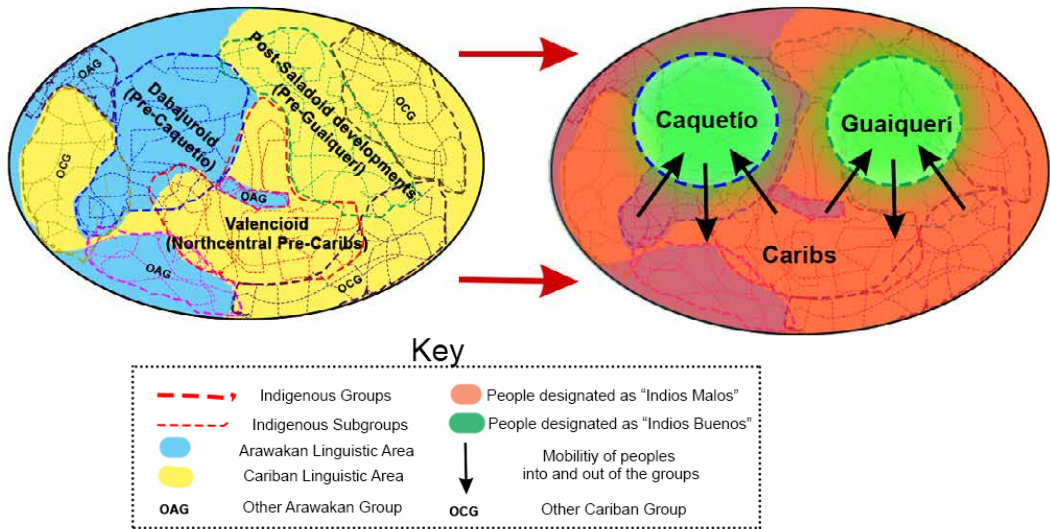 OAG
Dabajuroid
(Pre-Caquetío)
Post-Saladoid developments
(Pre-Guaiquerí)
OCG
OCG
OAG
Valencioid
(Northcentral Pre-Caribs)
OAG
OCG
Caquetío
Guaiquerí
Caribs
Key
Indigenous Groups
Indigenous Subgroups
Arawakan Linguistic Area
Cariban Linguistic Area
OAG Other Arawakan Group
People designated as “Indios Malos”
People designated as “Indios Buenos”
Mobilitiy of peoples
into and out of the groups
OCG Other Cariban Group